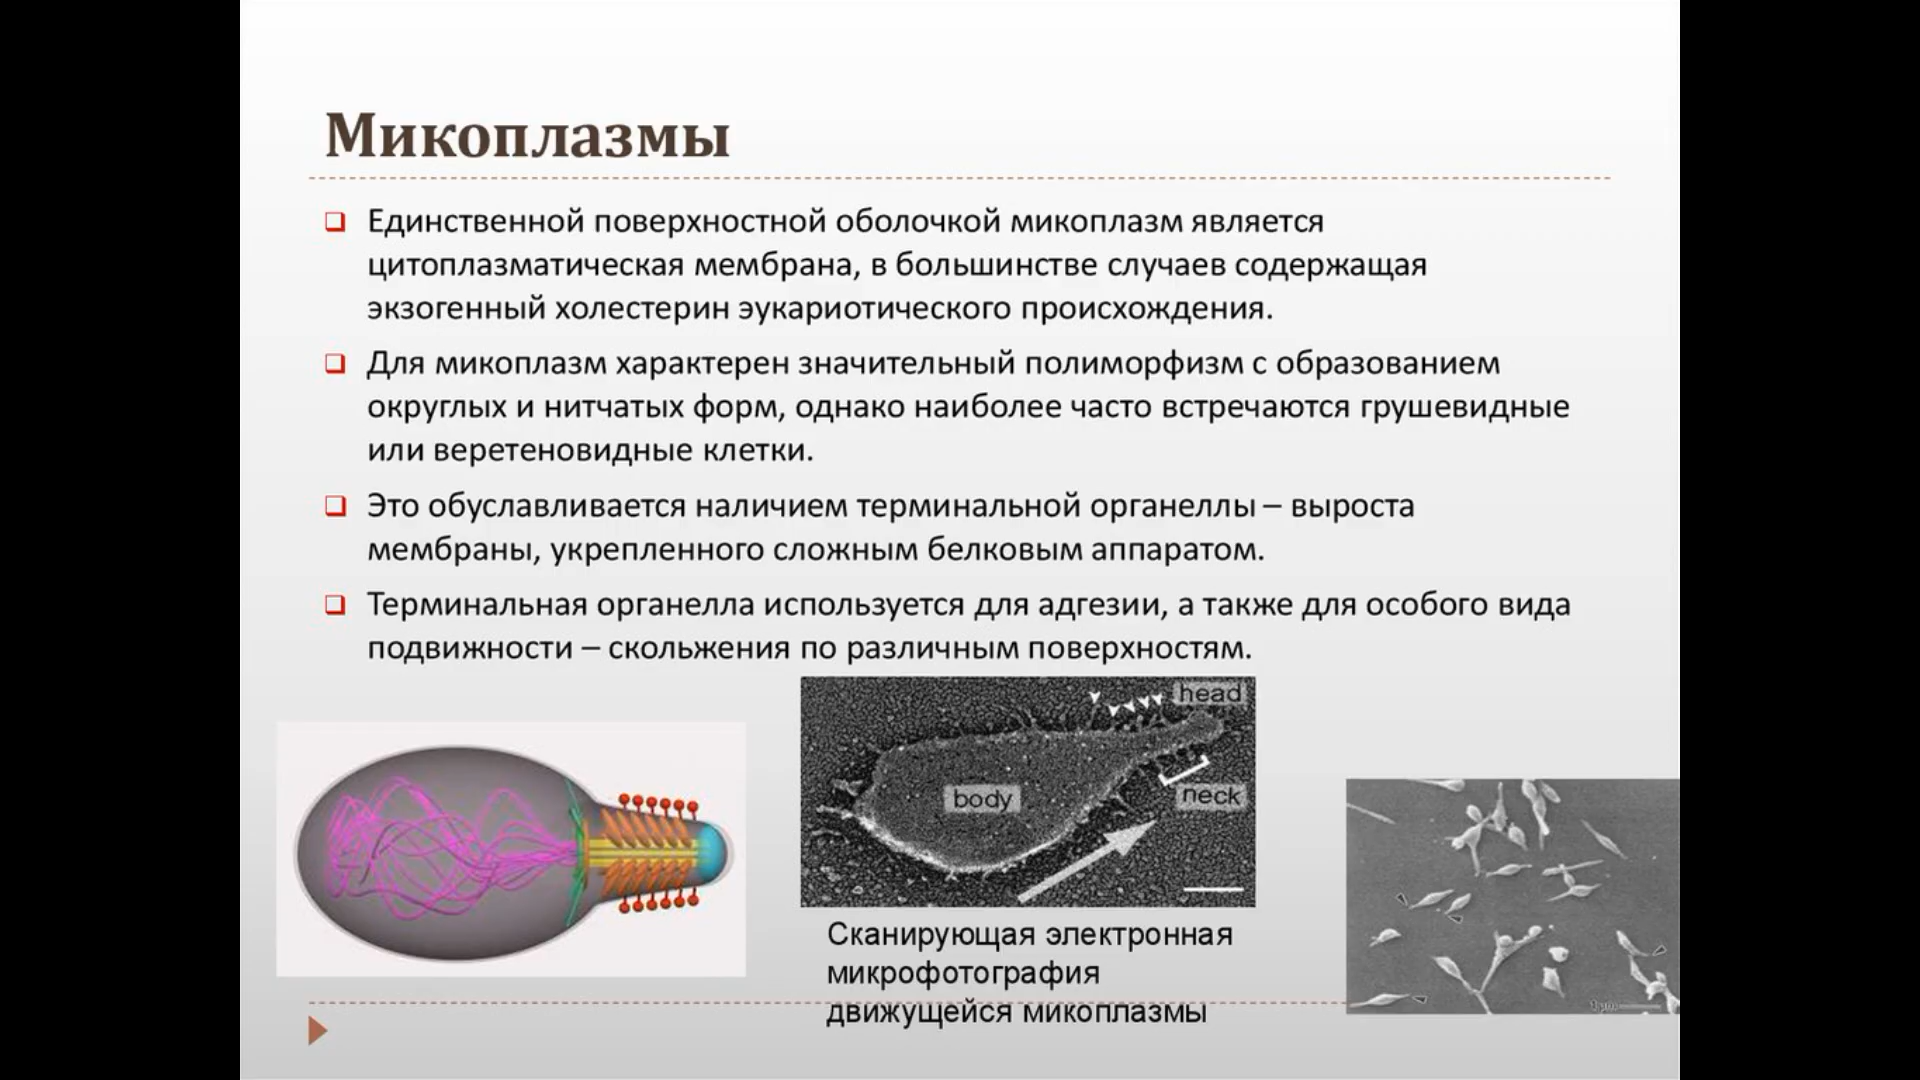 Микоплазмы
Единственной поверхностной оболочкой микоплазм является
цитоплазматическая мембрана, в большинстве случаев содержащая
экзогенный холестерин эукариотического происхождения.
Для микоплазм характерен значительный полиморфизм с образованием
округлых и нитчатых форм, однако наиболее часто встречаются грушевидные
или веретеновидные клетки.
Это обуславливается наличием терминальной органеллы – выроста
мембраны, укрепленного сложным белковым аппаратом.
Терминальная органелла используется для адгезии, а также для особого вида
подвижности – скольжения по различным поверхностям.
head
body
neck
Сканирующая электронная
микрофотография
движущейся микоплазмы